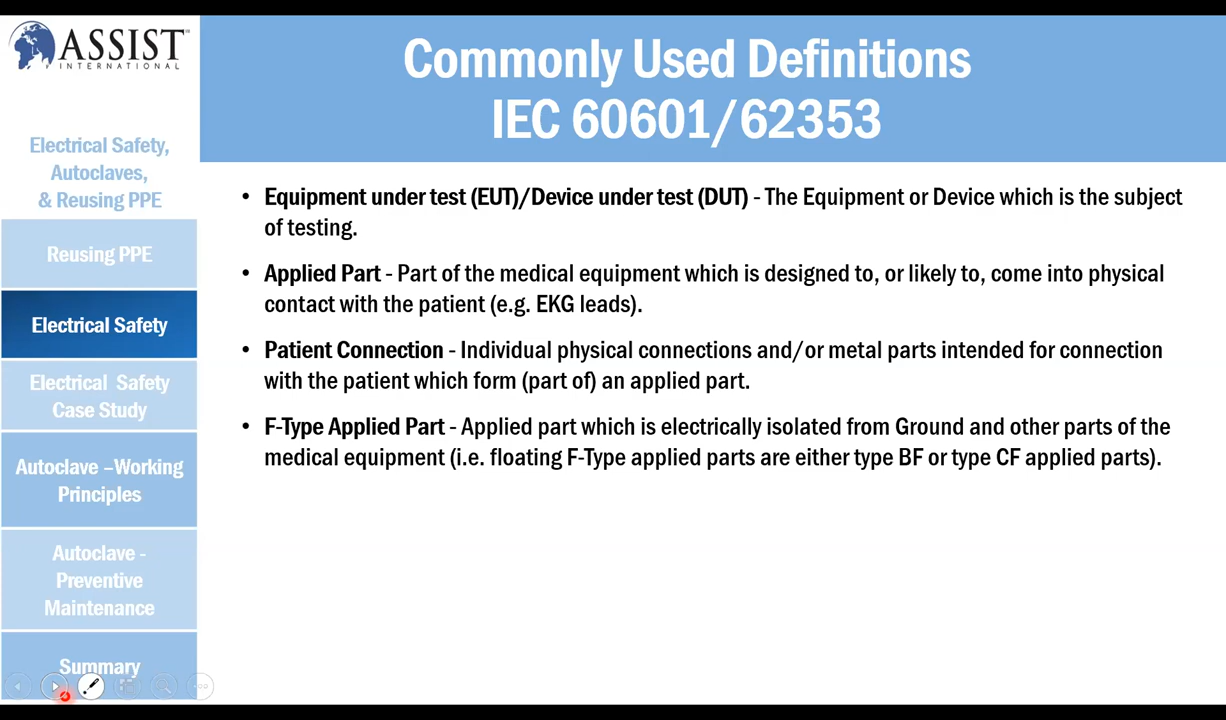 ASSIST
INTERNATIONAL
Commonly Used Definitions
IEC 60601/62353
Electrical Safety,
Autoclaves,
& Reusing PPE
Reusing PPE
Electrical Safety
Electrical Safety
Case Study
Autoclave –Working
Principles
Autoclave -
Preventive
Maintenance
Summary
• Equipment under test (EUT)/Device under test (DUT) - The Equipment or Device which is the subject
of testing.
• Applied Part - Part of the medical equipment which is designed to, or likely to, come into physical
contact with the patient (e.g. EKG leads).
• Patient Connection - Individual physical connections and/or metal parts intended for connection
with the patient which form (part of) an applied part.
• F-Type Applied Part - Applied part which is electrically isolated from Ground and other parts of the
medical equipment (i.e. floating F-Type applied parts are either type BF or type CF applied parts).